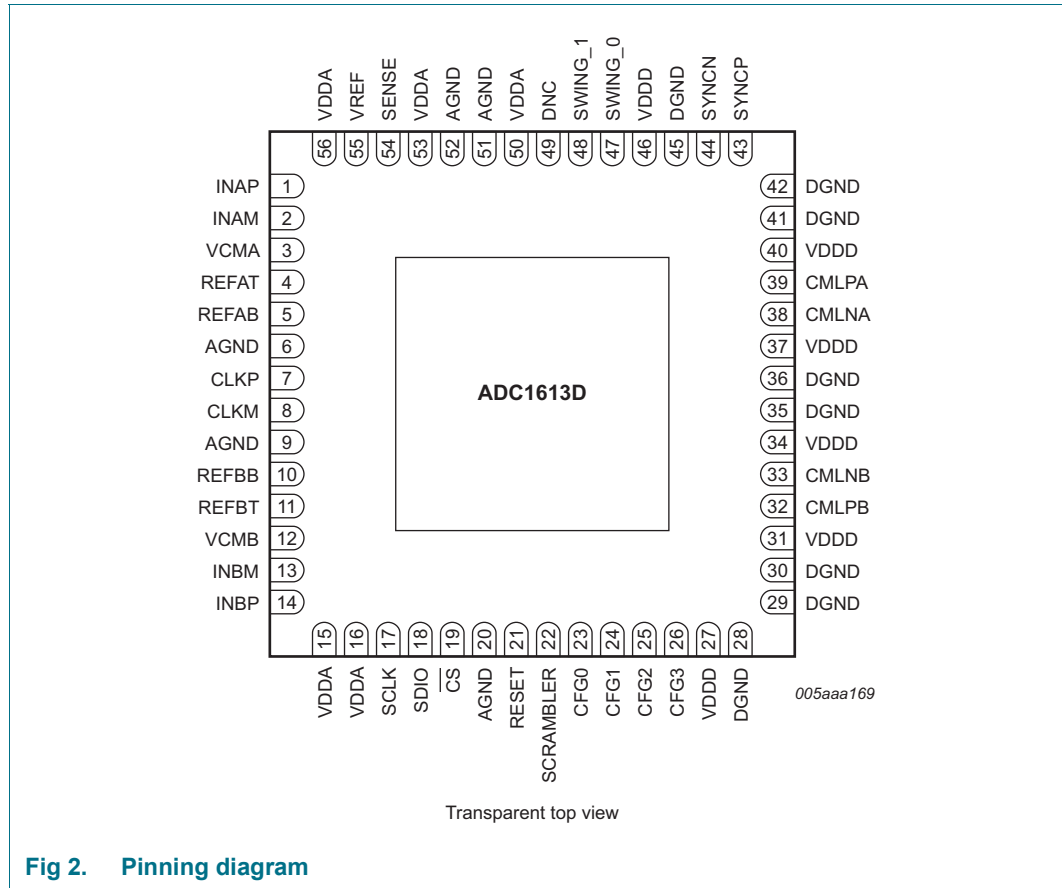 VDDA VREF SENSE VDDA AGND AGND VDDA DNC SWING_1 SWING_0 VDDD DGND SYNCN SYNCP
56 55 54 53 52 51 50 49 48 47 46 45 44 43
INAP 1 42 DGND
INAM 2 41 DGND
VCMA 3 40 VDDD
REFAT 4 39 CMLPA
REFAB 5 38 CMLNA
AGND 6 37 VDDD
CLKP 7 36 DGND
ADC1613D
CLKM 8 35 DGND
AGND 9 34 VDDD
REFBB 10 33 CMLNB
REFBT 11 32 CMLPB
VCMB 12 31 VDDD
INBM 13 30 DGND
INBP 14 29 DGND
15 16 17 18 19 20 21 22 23 24 25 26 27 28
VDDA VDDA SCLK SDIO CS AGND RESET SCRAMBLER CFG0 CFG1 CFG2 CFG3 VDDD DGND
005aaa169
Transparent top view
Fig 2. Pinning diagram